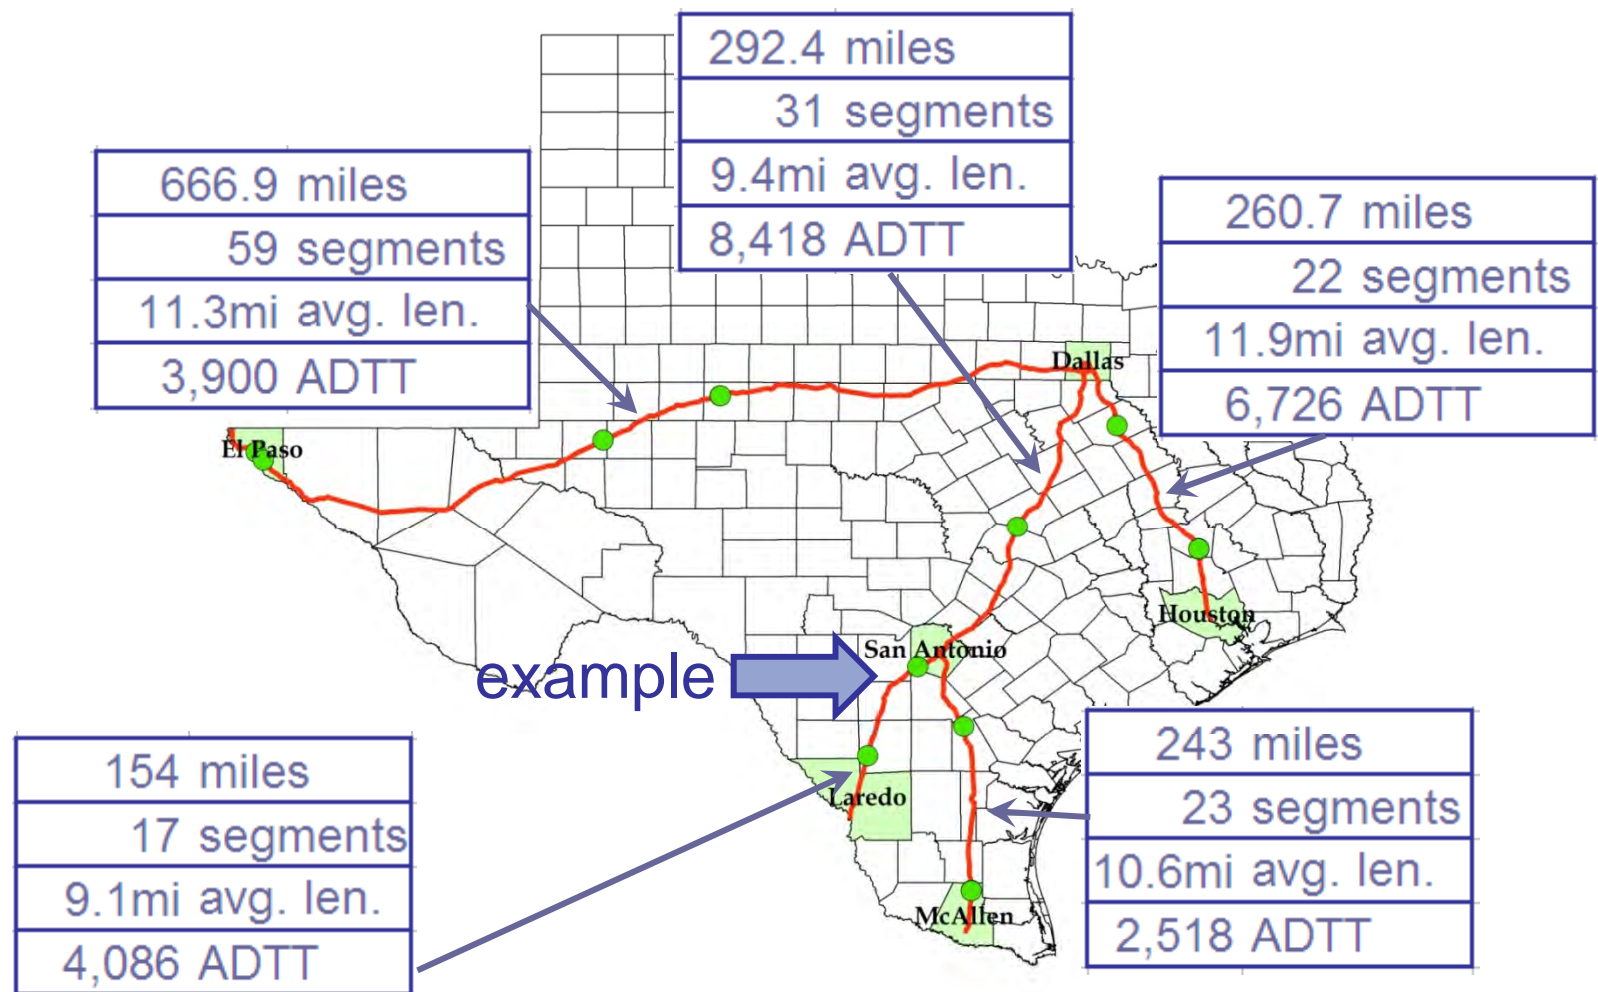 292.4 miles
31 segments
9.4mi avg. len.
8,418 ADTT
666.9 miles
59 segments
11.3mi avg. len.
3,900 ADTT
260.7 miles
22 segments
11.9mi avg. len.
6,726 ADTT
Dallas
El Paso
Houston
San Antonio
example
154 miles
17 segments
9.1mi avg. len.
4,086 ADTT
Laredo
McAllen
243 miles
23 segments
10.6mi avg. len.
2,518 ADTT